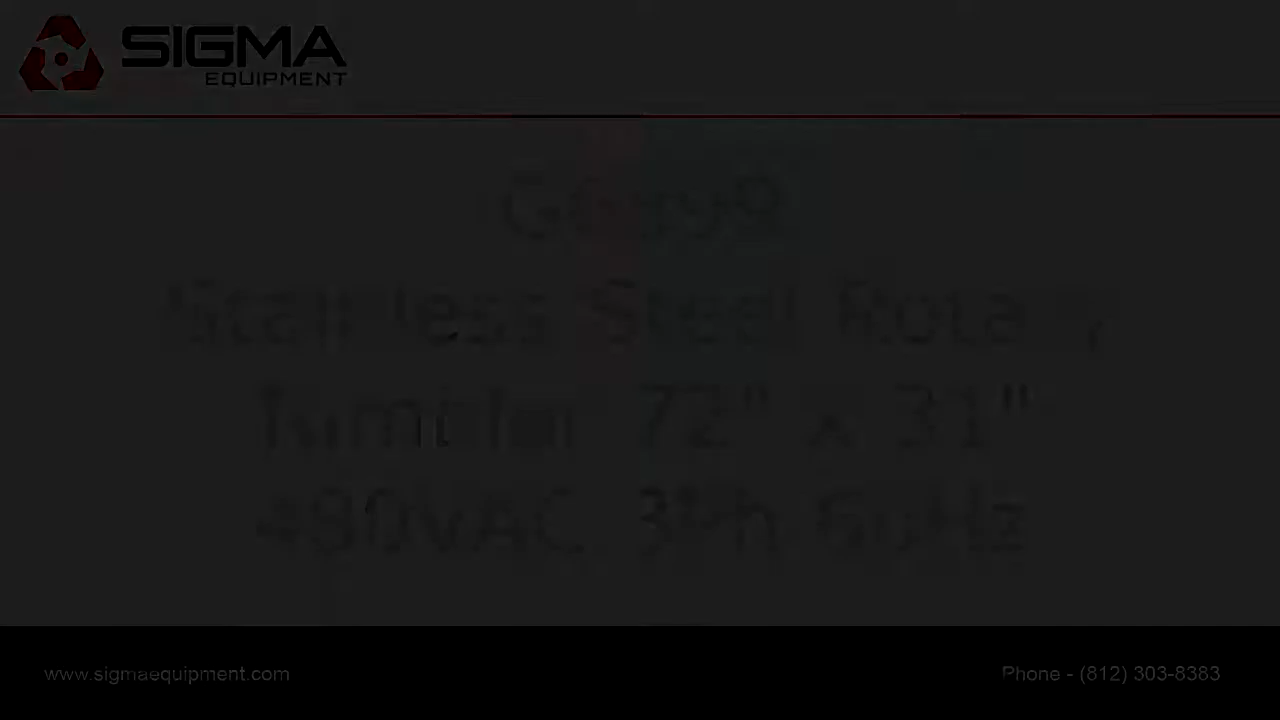 SIGMA
EQUIPMENT
Stainless Steel Rotary
Tumbler 72" x 31"
480VAC 3Ph 60Hz
www.sigmaequipment.com
Phone - (812) 303-8383